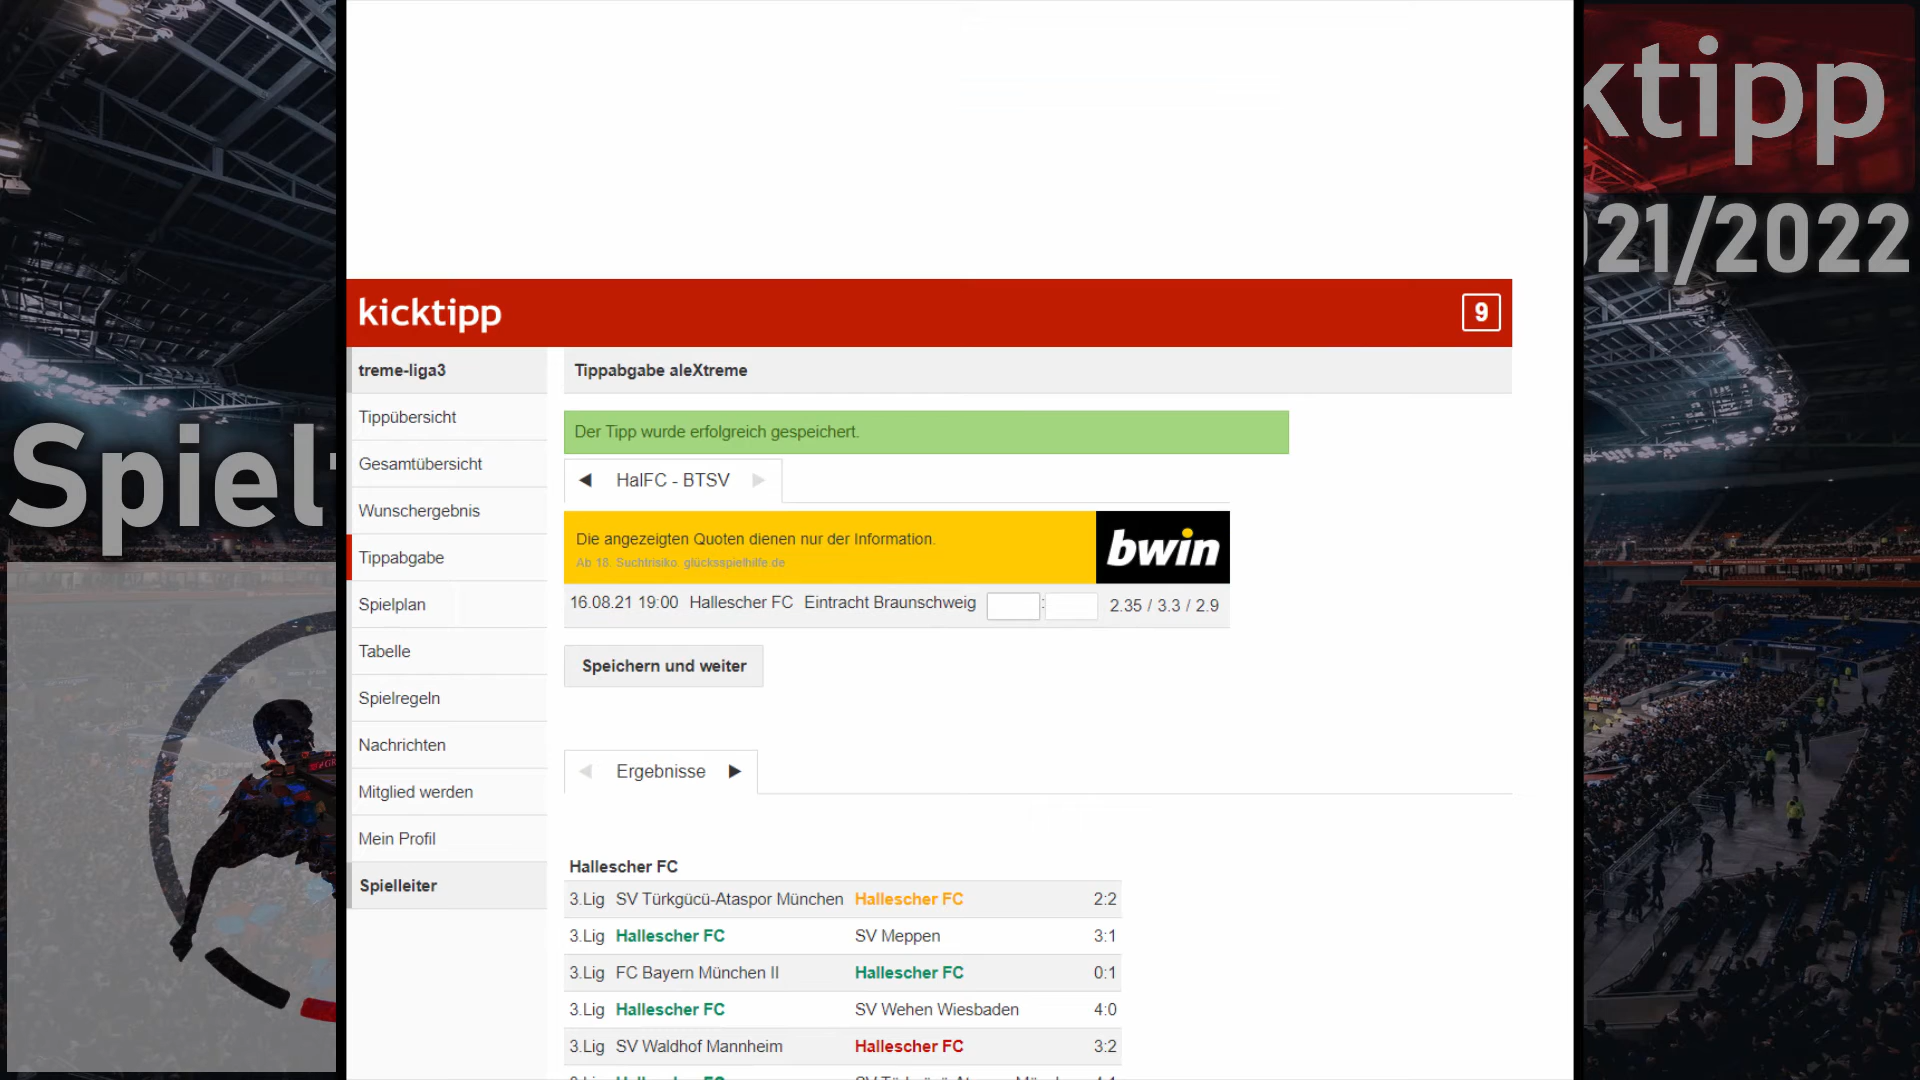 ktipp
21/2022
Spiel
kicktipp
9
treme-liga3
Tippübersicht
Gesamtübersicht
Wunschergebnis
Tippabgabe
Spielplan
Tabelle
Spielregeln
Nachrichten
Mitglied werden
Mein Profil
Spielleiter
Tippabgabe aleXtreme
Der Tipp wurde erfolgreich gespeichert.
◀ HalFC - BTSV ▶
Die angezeigten Quoten dienen nur der Information.
Ab 18. Suchtrisiko. glücksspielhilfe.de
bwin
16.08.21 19:00 Hallescher FC Eintracht Braunschweig : 2.35 / 3.3 / 2.9
Speichern und weiter
◀ Ergebnisse ▶
Hallescher FC
3.Lig SV Türkgücü-Ataspor München Hallescher FC 2:2
3.Lig Hallescher FC SV Meppen 3:1
3.Lig FC Bayern München II Hallescher FC 0:1
3.Lig Hallescher FC SV Wehen Wiesbaden 4:0
3.Lig SV Waldhof Mannheim Hallescher FC 3:2